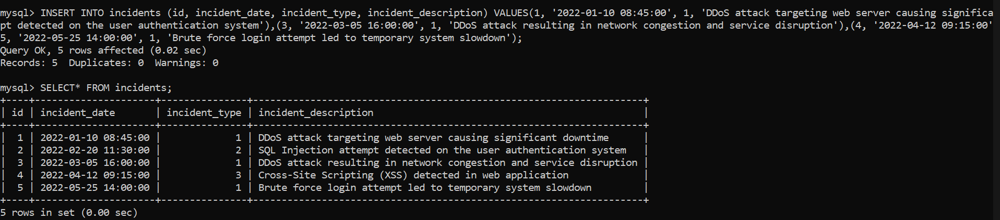 mysql> INSERT INTO incidents (id, incident_date, incident_type, incident_description) VALUES(1, '2022-01-10 08:45:00', 1, 'DDoS attack targeting web server causing significa
pt detected on the user authentication system'),(3, '2022-03-05 16:00:00', 1, 'DDoS attack resulting in network congestion and service disruption'),(4, '2022-04-12 09:15:00'
5, '2022-05-25 14:00:00', 1, 'Brute force login attempt led to temporary system slowdown');
Query OK, 5 rows affected (0.02 sec)
Records: 5  Duplicates: 0  Warnings: 0
mysql> SELECT* FROM incidents;
+----+---------------------+---------------+--------------------------------------------------------------------+
| id | incident_date       | incident_type | incident_description                                               |
+----+---------------------+---------------+--------------------------------------------------------------------+
|  1 | 2022-01-10 08:45:00 |             1 | DDoS attack targeting web server causing significant downtime      |
|  2 | 2022-02-20 11:30:00 |             2 | SQL Injection attempt detected on the user authentication system   |
|  3 | 2022-03-05 16:00:00 |             1 | DDoS attack resulting in network congestion and service disruption |
|  4 | 2022-04-12 09:15:00 |             3 | Cross-Site Scripting (XSS) detected in web application             |
|  5 | 2022-05-25 14:00:00 |             1 | Brute force login attempt led to temporary system slowdown         |
+----+---------------------+---------------+--------------------------------------------------------------------+
5 rows in set (0.00 sec)